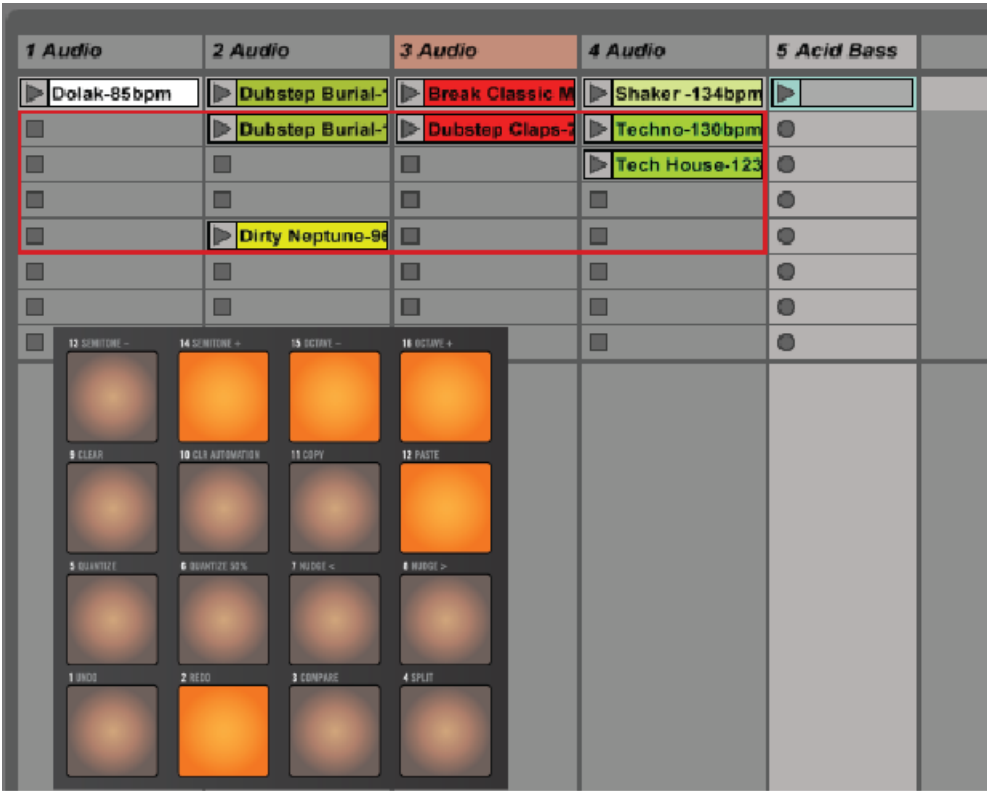 1 Audio 2 Audio 3 Audio 4 Audio 5 Acid Bass
Dolak-85bpm Dubstep Burial- Break Classic M Shaker -134bpm
Dubstep Burial- Dubstep Claps-7 Techno-130bpm
Tech House-123
Dirty Neptune-96
13 SEMITONE – 14 SEMITONE + 15 OCTAVE – 16 OCTAVE +
9 CLEAR 10 CLR AUTOMATION 11 COPY 12 PASTE
5 QUANTIZE 6 QUANTIZE 50% 7 NUDGE < 8 NUDGE >
1 UNDO 2 REDO 3 COMPARE 4 SPLIT